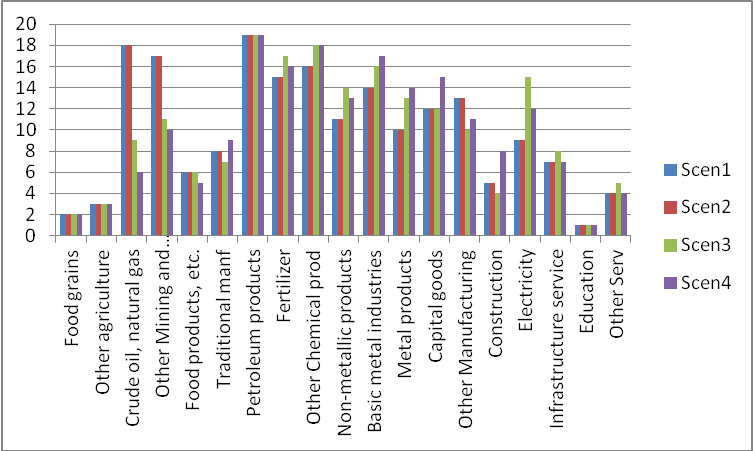 20
18
16
14
12
10
8
6
4
2
0
Food grains
Other agriculture
Crude oil, natural gas
Other Mining and...
Food products, etc.
Traditional manf
Petroleum products
Fertilizer
Other Chemical prod
Non-metallic products
Basic metal industries
Metal products
Capital goods
Other Manufacturing
Construction
Electricity
Infrastructure service
Education
Other Serv
Scen1
Scen2
Scen3
Scen4